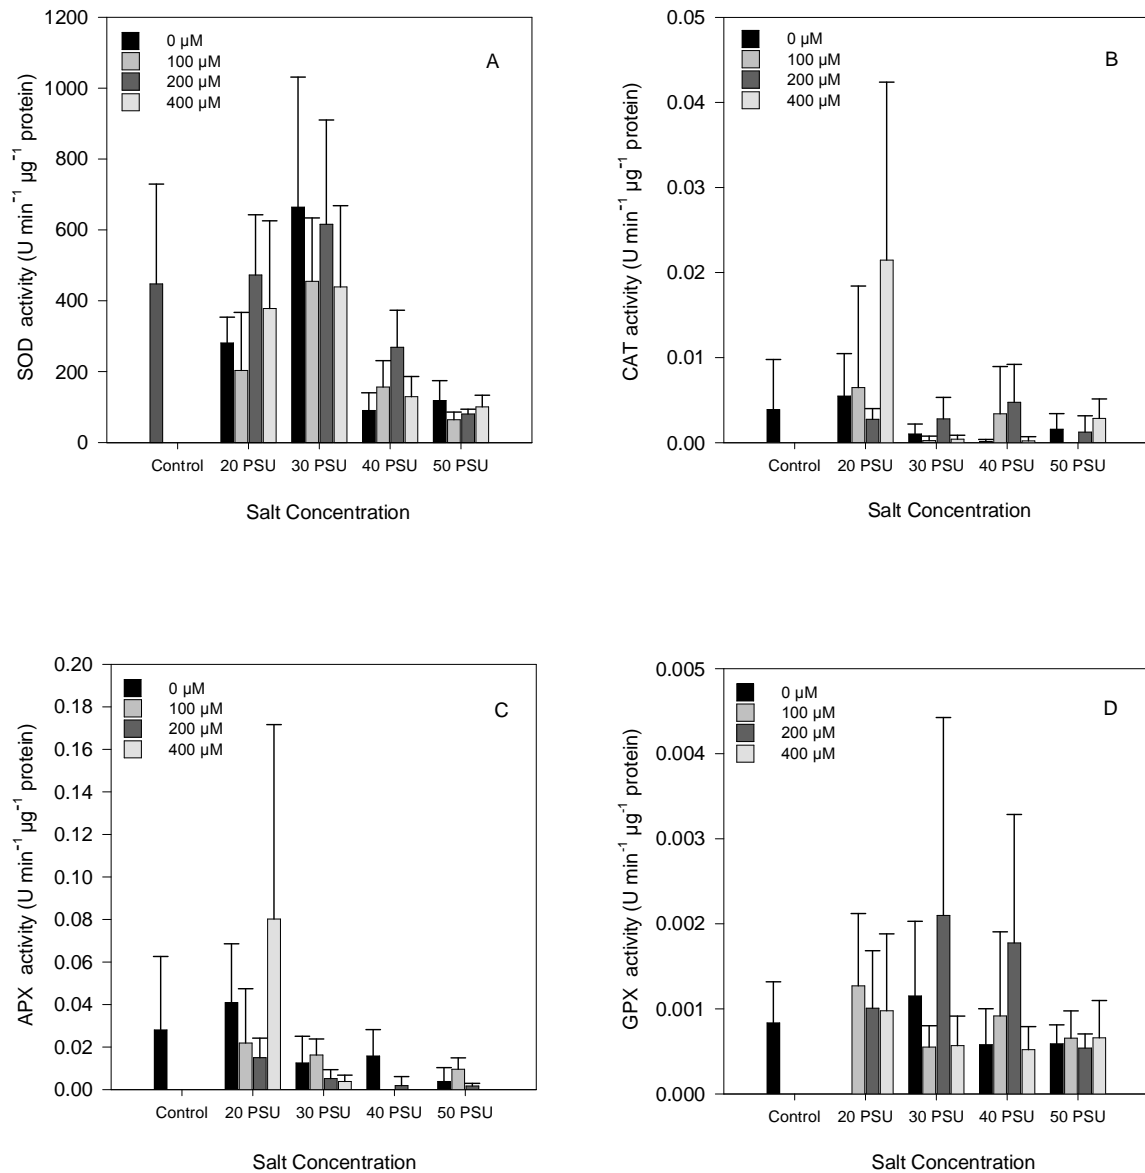 1200
1000
800
600
400
200
0
SOD activity (U min⁻¹ µg⁻¹ protein)
0 µM
100 µM
200 µM
400 µM
A
Control 20 PSU 30 PSU 40 PSU 50 PSU
Salt Concentration
0.05
0.04
0.03
0.02
0.01
0.00
CAT activity (U min⁻¹ µg⁻¹ protein)
0 µM
100 µM
200 µM
400 µM
B
Control 20 PSU 30 PSU 40 PSU 50 PSU
Salt Concentration
0.20
0.18
0.16
0.14
0.12
0.10
0.08
0.06
0.04
0.02
0.00
APX activity (U min⁻¹ µg⁻¹ protein)
0 µM
100 µM
200 µM
400 µM
C
Control 20 PSU 30 PSU 40 PSU 50 PSU
Salt Concentration
0.005
0.004
0.003
0.002
0.001
0.000
GPX activity (U min⁻¹ µg⁻¹ protein)
0 µM
100 µM
200 µM
400 µM
D
Control 20 PSU 30 PSU 40 PSU 50 PSU
Salt Concentration